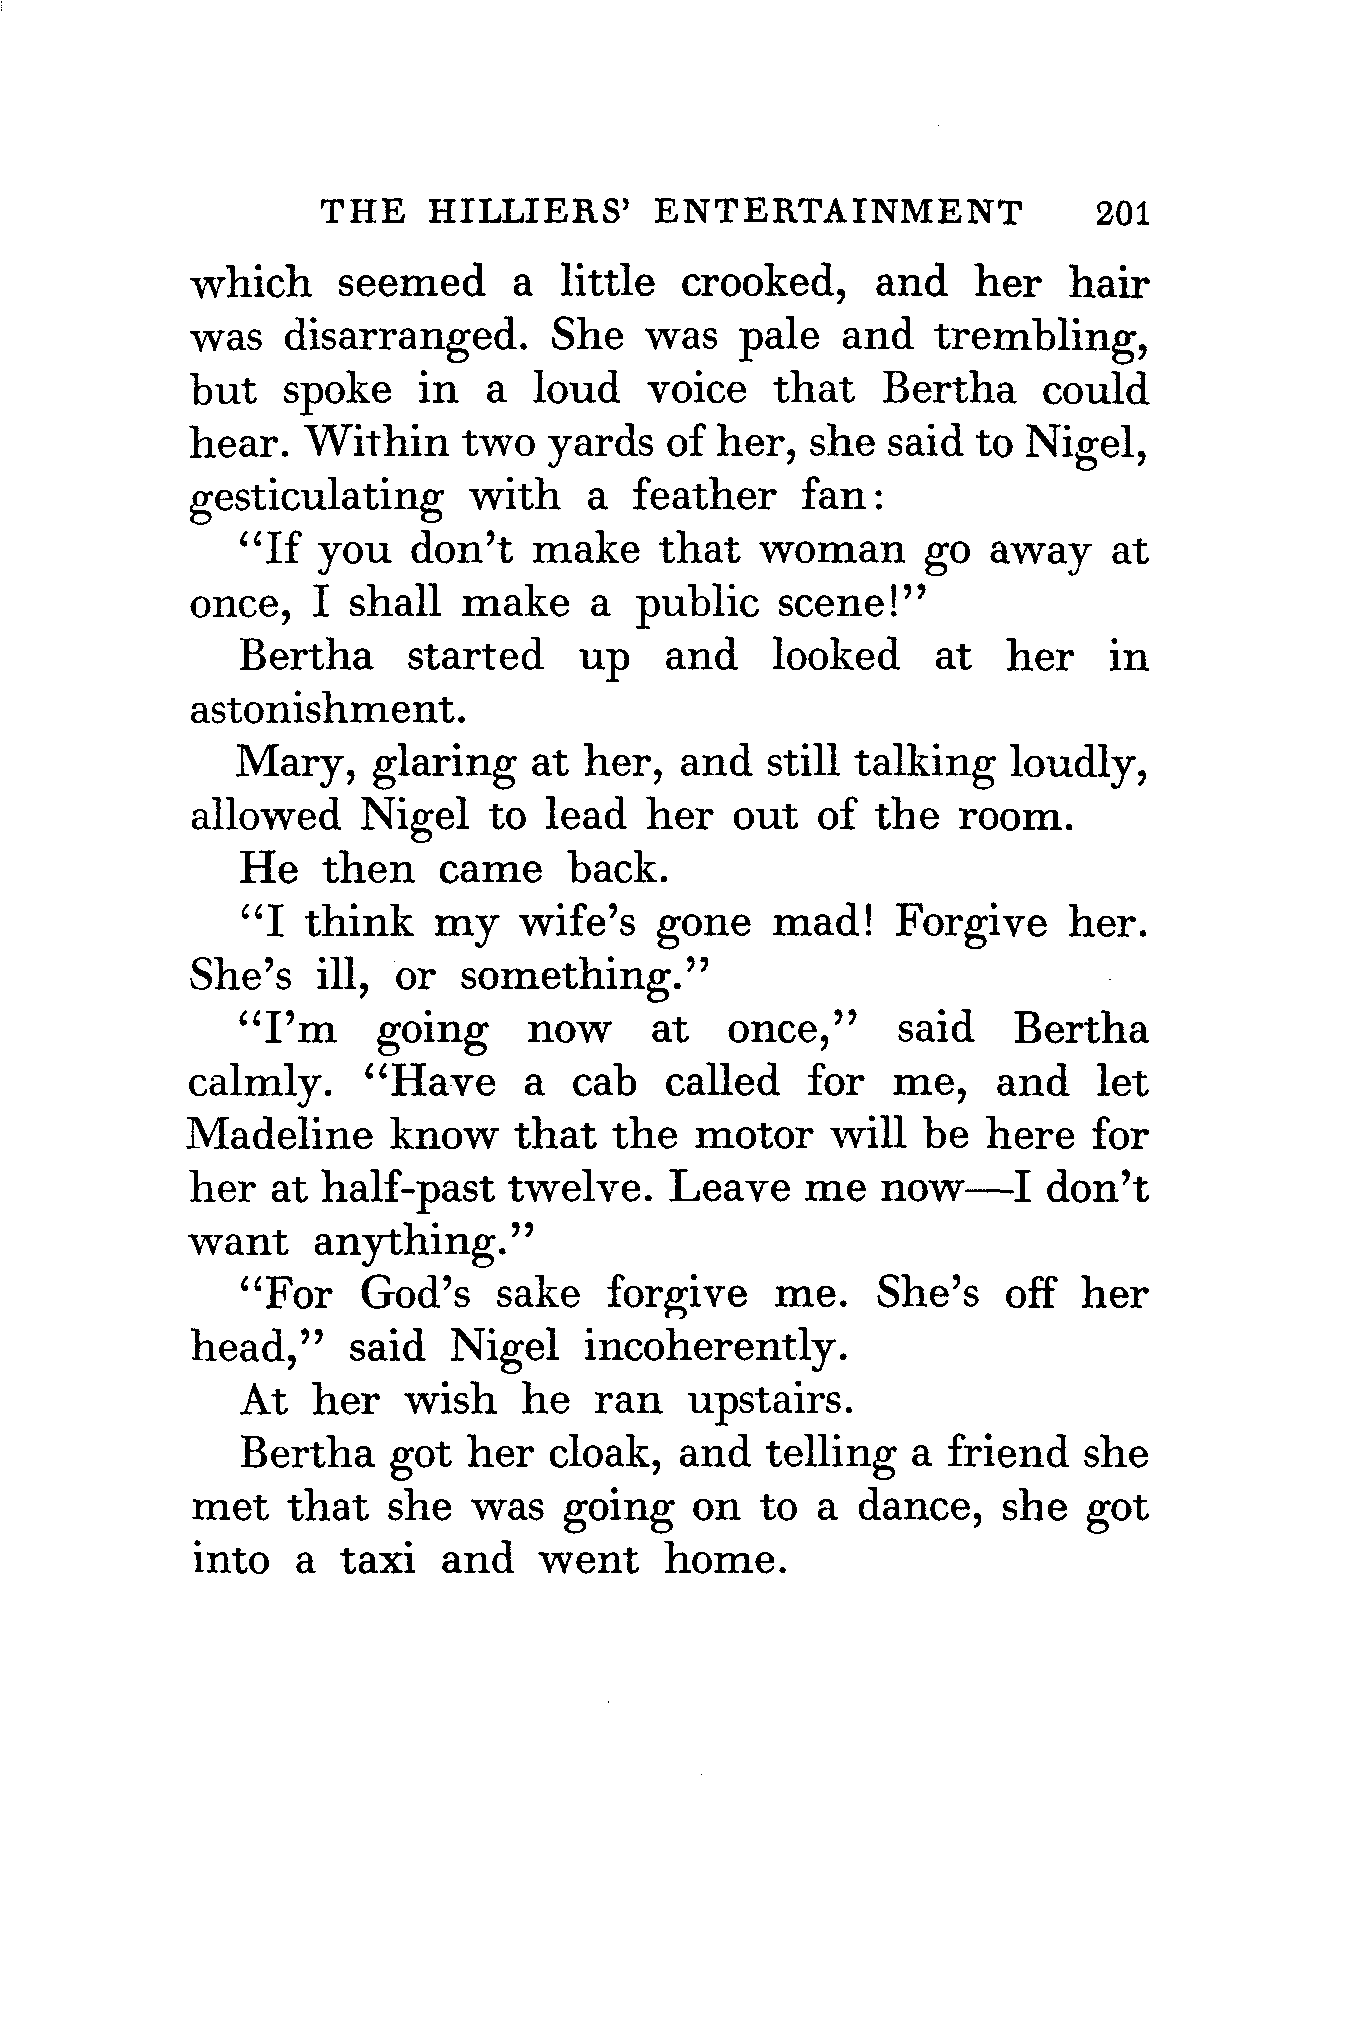 THE HILLIERS' ENTERTAINMENT 201
which seemed a little crooked, and her hair
was disarranged. She was pale and trembling,
but spoke in a loud voice that Bertha could
hear. Within two yards of her, she said to Nigel,
gesticulating with a feather fan:
“If you don't make that woman go away at
once, I shall make a public scene!”
Bertha started up and looked at her in
astonishment.
Mary, glaring at her, and still talking loudly,
allowed Nigel to lead her out of the room.
He then came back.
“I think my wife's gone mad! Forgive her.
She's ill, or something.”
“I'm going now at once,” said Bertha
calmly. “Have a cab called for me, and let
Madeline know that the motor will be here for
her at half-past twelve. Leave me now—I don't
want anything.”
“For God's sake forgive me. She's off her
head,” said Nigel incoherently.
At her wish he ran upstairs.
Bertha got her cloak, and telling a friend she
met that she was going on to a dance, she got
into a taxi and went home.